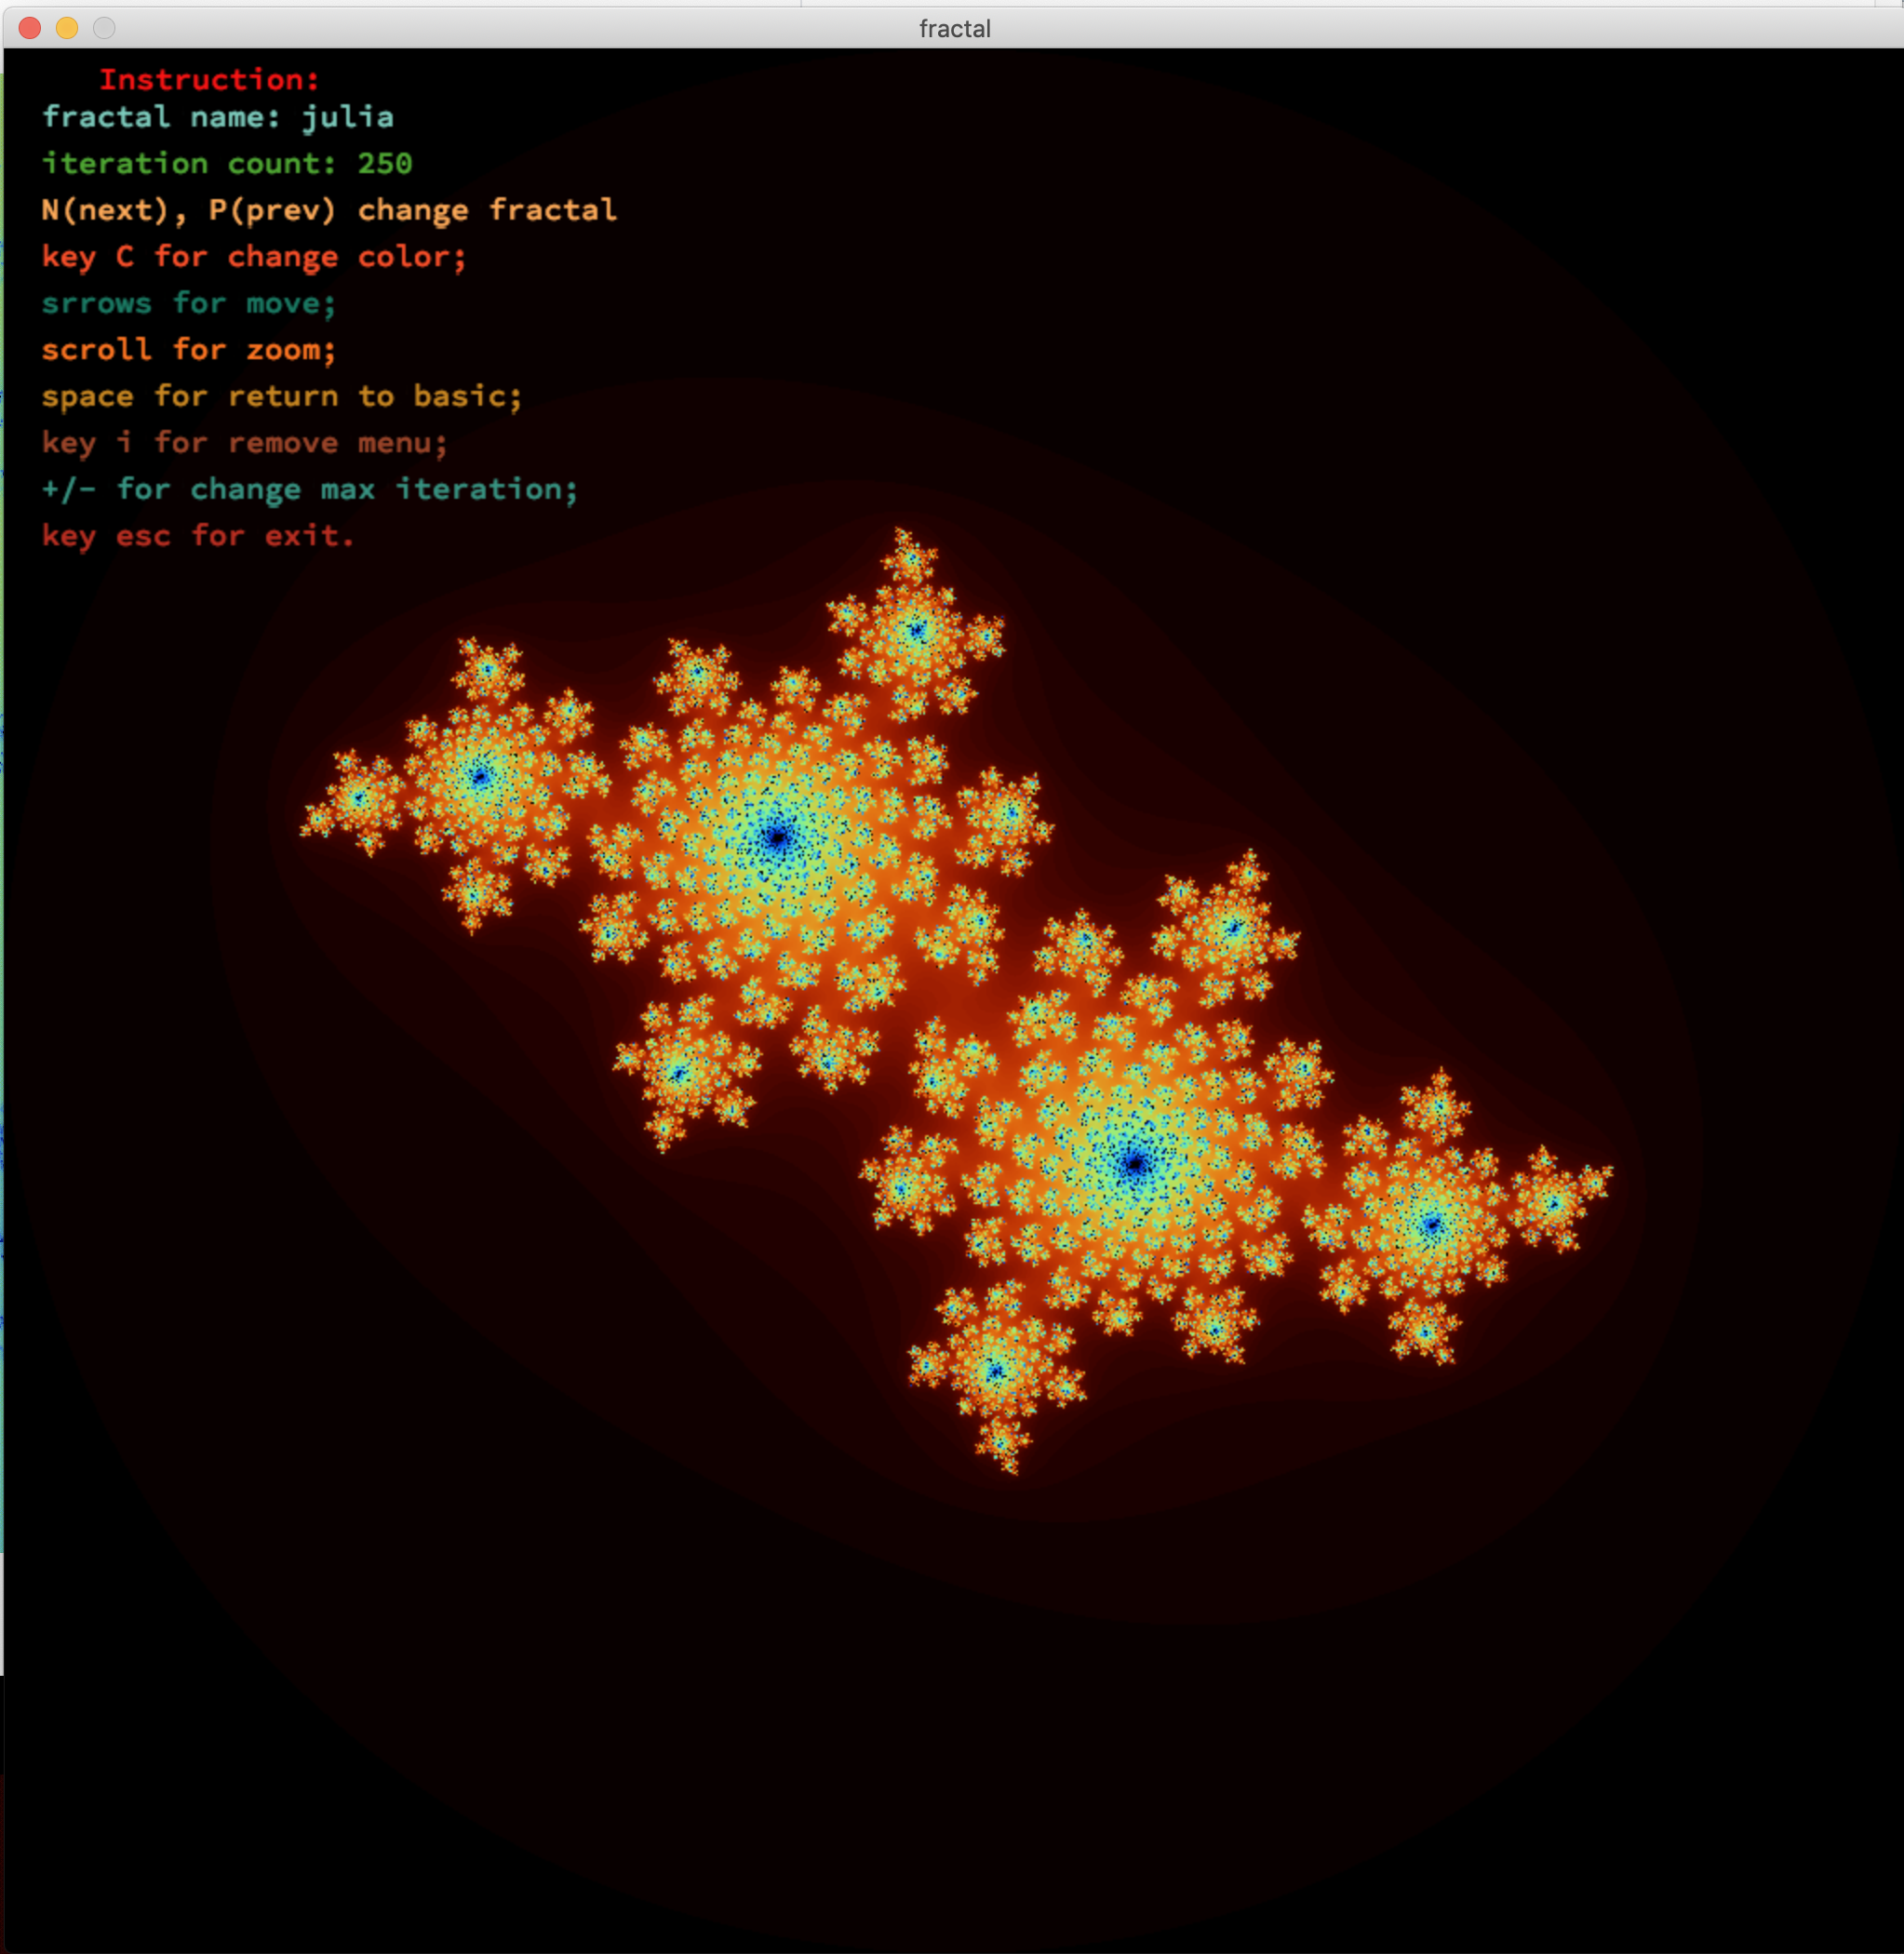 fractal
Instruction:
fractal name: julia
iteration count: 250
N(next), P(prev) change fractal
key C for change color;
srrows for move;
scroll for zoom;
space for return to basic;
key i for remove menu;
+/- for change max iteration;
key esc for exit.